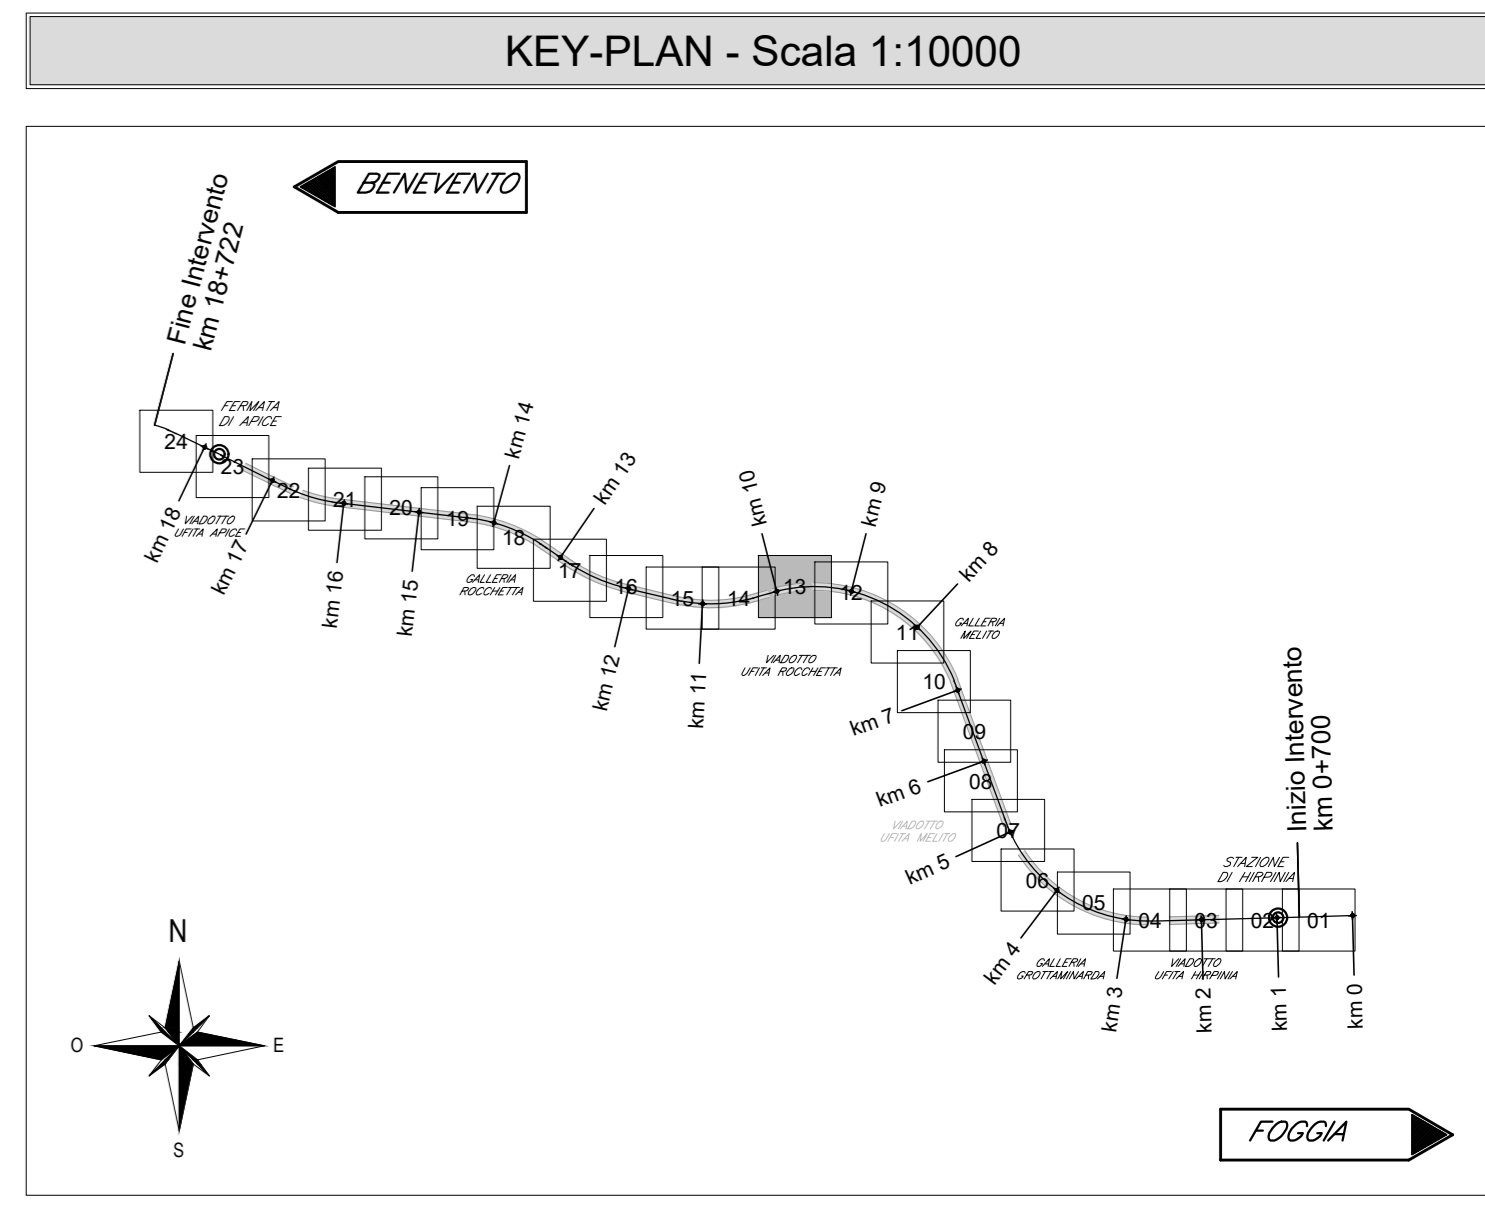 KEY-PLAN - Scala 1:10000
BENEVENTO
Fine Intervento
km 18+722
FERMATA
DI APICE
24
23
22
21
20
19
18
17
16
15
14
13
12
11
10
09
08
07
06
05
04
03
02
01
km 18
VIADOTTO
UFITA APICE
km 17
km 16
km 15
km 14
GALLERIA
ROCCHETTA
km 13
km 12
km 11
km 10
VIADOTTO
UFITA ROCCHETTA
km 9
km 8
GALLERIA
MELITO
km 7
km 6
VIADOTTO
UFITA MELITO
km 5
km 4
GALLERIA
GROTTAMINARDA
km 3
VIADOTTO
UFITA HIRPINIA
km 2
STAZIONE
DI HIRPINIA
km 1
Inizio Intervento
km 0+700
km 0
N
O
E
S
FOGGIA